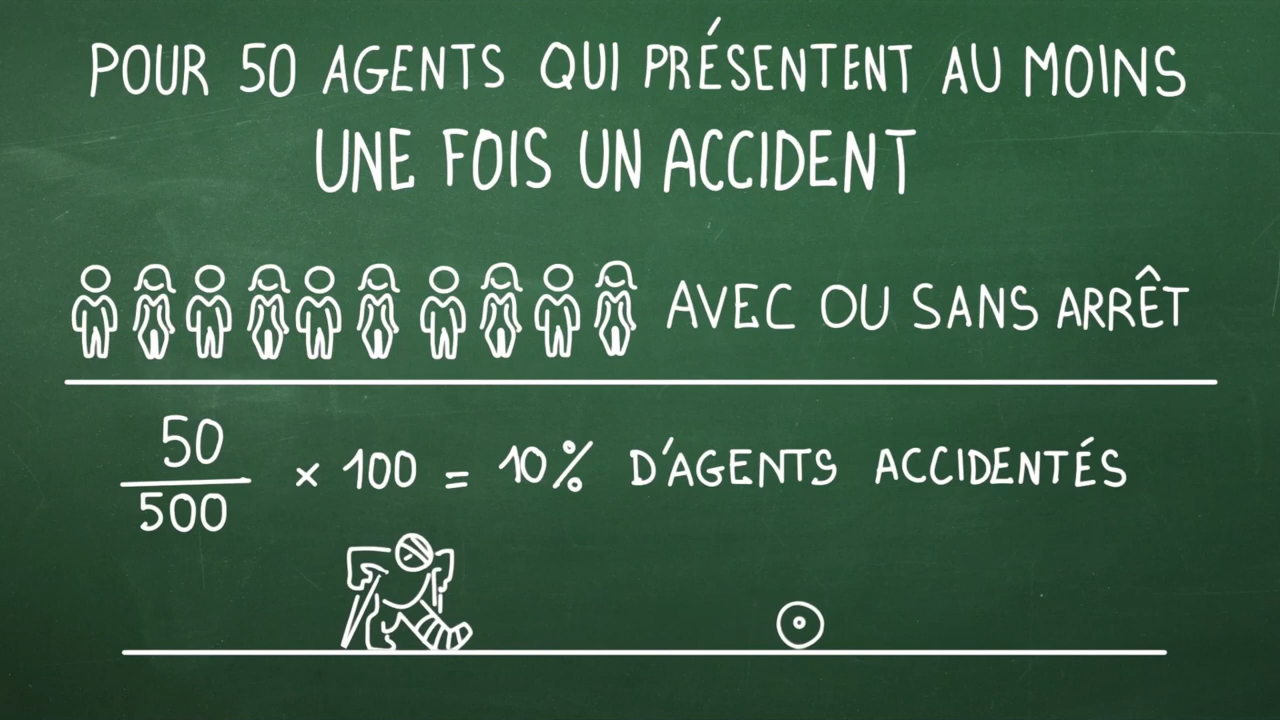 POUR 50 AGENTS QUI PRÉSENTENT AU MOINS
UNE FOIS UN ACCIDENT
AVEC OU SANS ARRÊT
50
500
× 100 = 10% D'AGENTS ACCIDENTÉS